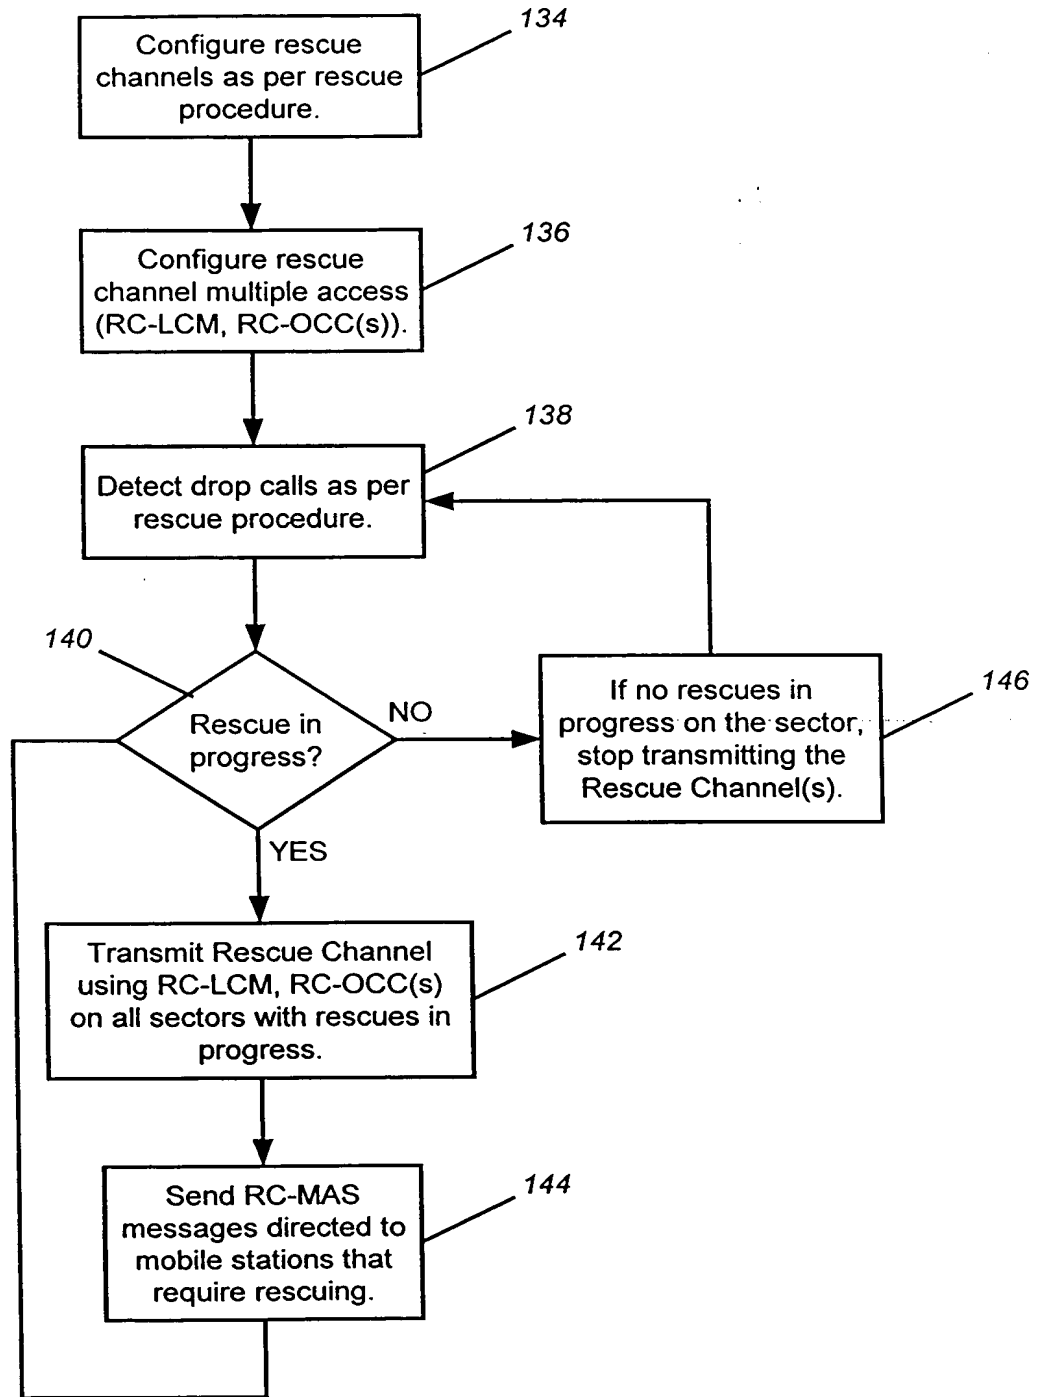 134
Configure rescue
channels as per rescue
procedure.
136
Configure rescue
channel multiple access
(RC-LCM, RC-OCC(s)).
138
Detect drop calls as per
rescue procedure.
140
Rescue in
progress?
NO
146
If no rescues in
progress on the sector,
stop transmitting the
Rescue Channel(s).
YES
142
Transmit Rescue Channel
using RC-LCM, RC-OCC(s)
on all sectors with rescues in
progress.
144
Send RC-MAS
messages directed to
mobile stations that
require rescuing.